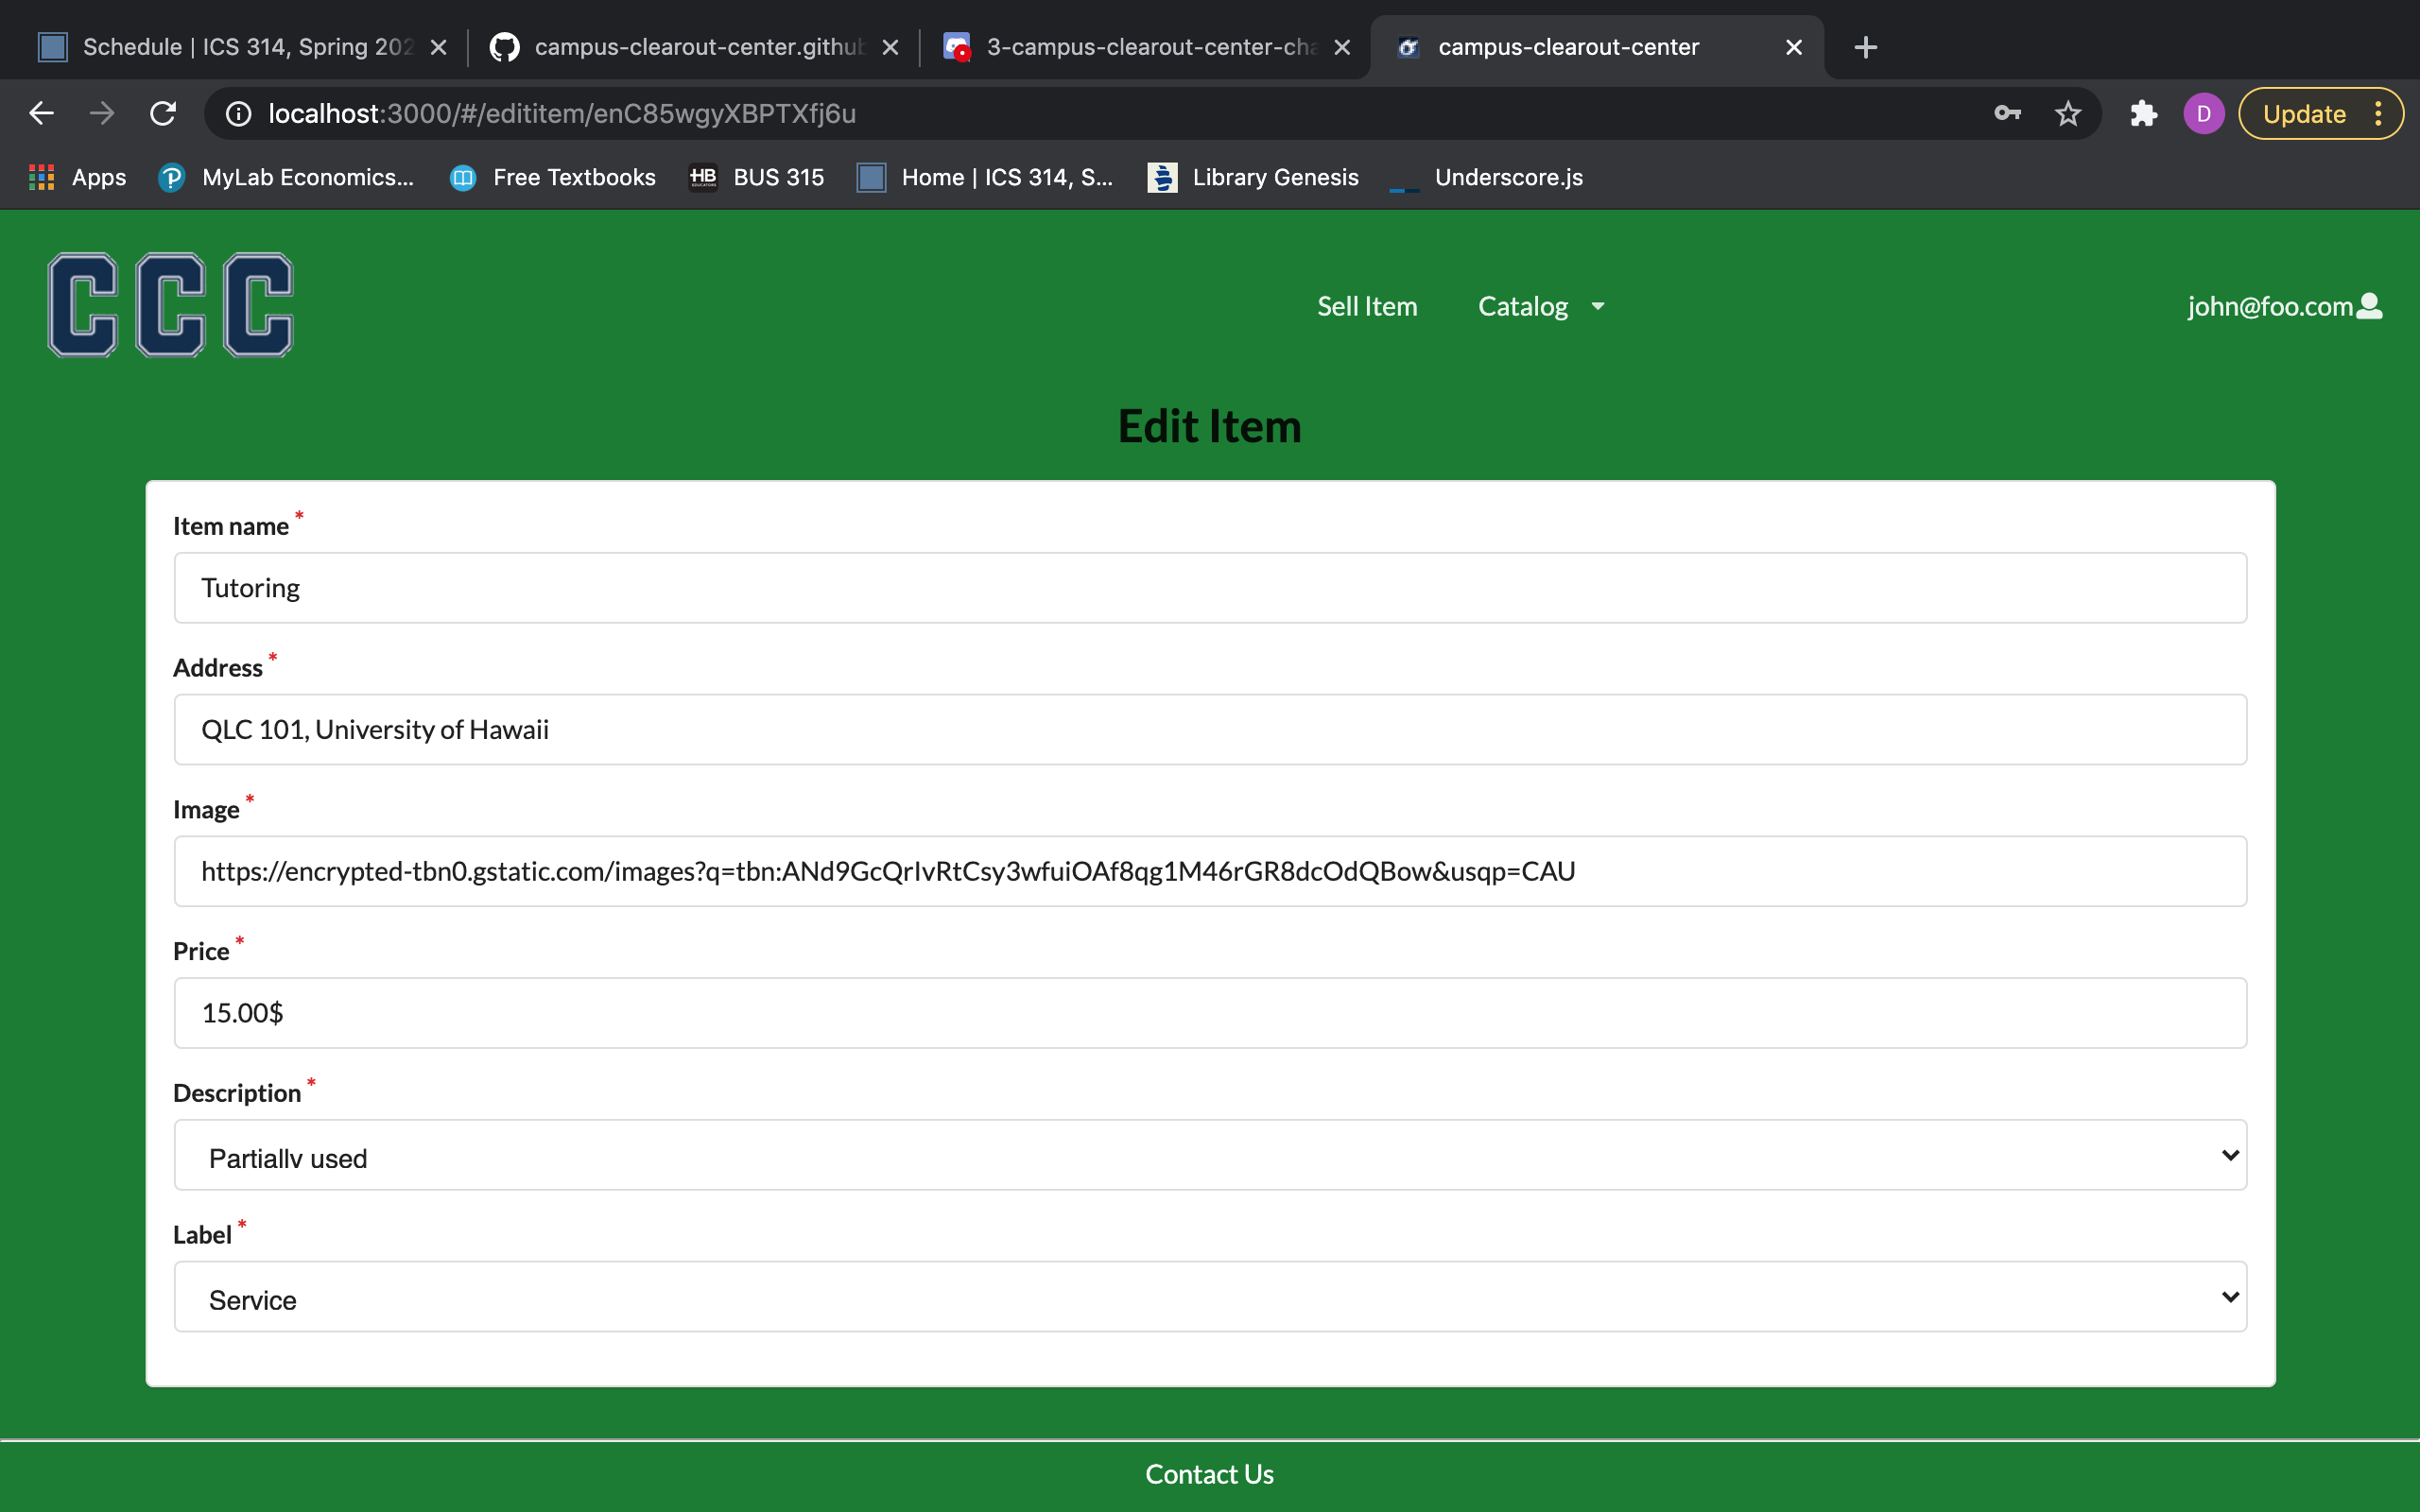 Schedule | ICS 314, Spring 202
campus-clearout-center.github
3-campus-clearout-center-cha
campus-clearout-center
localhost:3000/#/edititem/enC85wgyXBPTXfj6u
D
Update
Apps
MyLab Economics...
HB
BUS 315
Free Textbooks
Home | ICS 314, S...
Library Genesis
Underscore.js
CCC
Sell Item
Catalog
john@foo.com
Edit Item
Item name *
Tutoring
Address *
QLC 101, University of Hawaii
Image *
https://encrypted-tbn0.gstatic.com/images?q=tbn:ANd9GcQrIvRtCsy3wfuiOAf8qg1M46rGR8dcOdQBow&usqp=CAU
Price *
15.00$
Description *
Partially used
Label *
Service
Contact Us